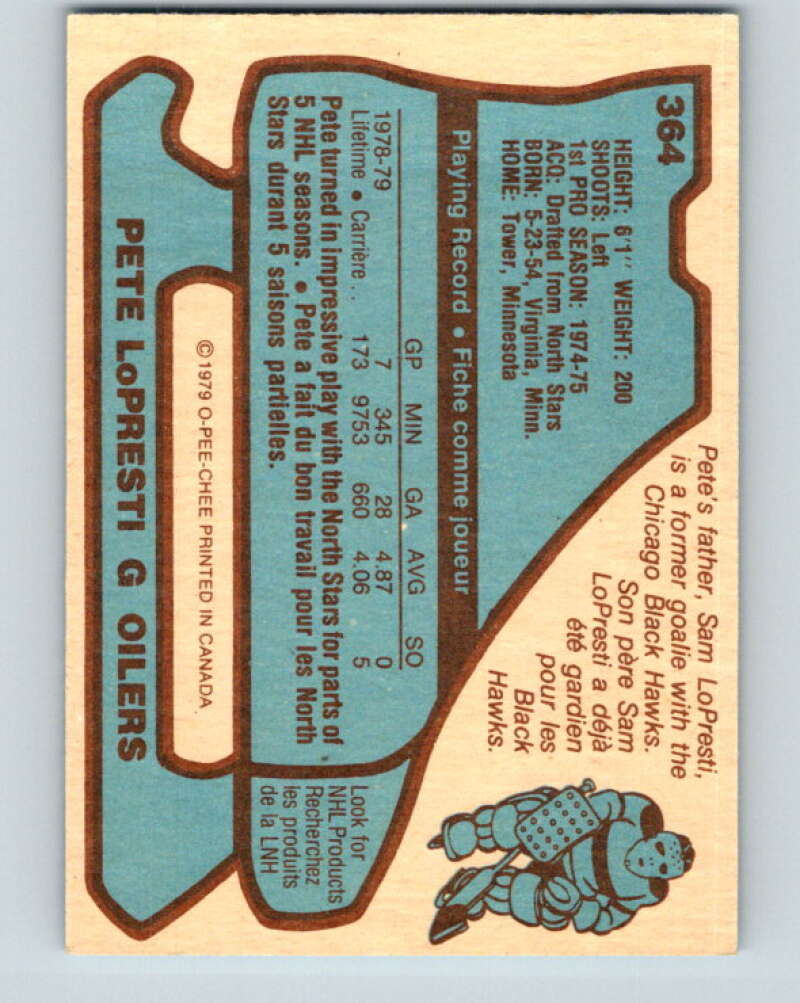 364
HEIGHT: 6'1" WEIGHT: 200
SHOOTS: Left
1st PRO SEASON: 1974-75
ACQ: Drafted from North Stars
BORN: 5-23-54, Virginia, Minn.
HOME: Tower, Minnesota
Pete's father, Sam LoPresti,
is a former goalie with the
Chicago Black Hawks.
Son père Sam
LoPresti a déjà
été gardien
pour les
Black
Hawks.
Playing Record • Fiche comme joueur
GP MIN GA AVG SO
1978-79 7 345 28 4.87 0
Lifetime • Carrière . . 173 9753 660 4.06 5
Pete turned in impressive play with the North Stars for parts of
5 NHL seasons. • Pete a fait du bon travail pour les North
Stars durant 5 saisons partielles.
Look for
NHL Products
Recherchez
les produits
de la LNH
© 1979 O-PEE-CHEE PRINTED IN CANADA.
PETE LoPRESTI G OILERS